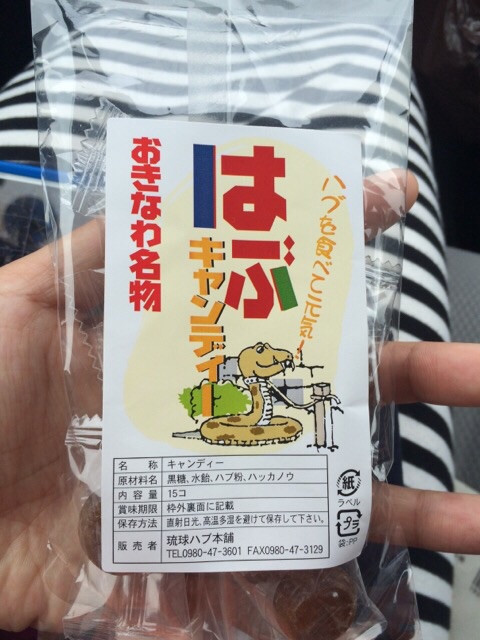 ハブを食べて元気!
はぶ
キャンディー
おきなわ名物
名称 キャンディー
原材料名 黒糖、水飴、ハブ粉、ハッカノウ
内容量 15コ
賞味期限 枠外裏面に記載
保存方法 直射日光、高温多湿を避けて保存して下さい。
販売者 琉球ハブ本舗
TEL0980-47-3601 FAX0980-47-3129
紙
ラベル
プラ
袋:PP